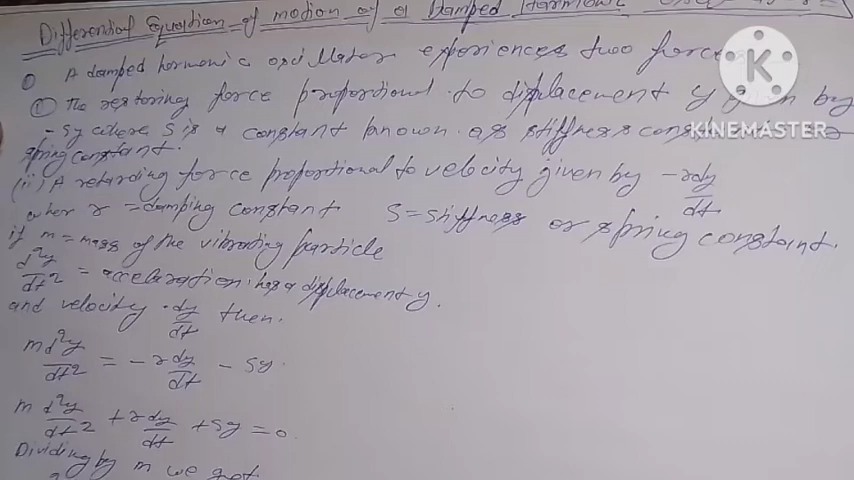 Differential Equation of motion of a Damped Harmonic
① A damped harmonic oscillator experiences two forces
① The restoring force proportional to displacement y given by
-sy where S is a constant known as stiffness constant
spring constant.
(ii) A retarding force proportional to velocity given by -r dy/dt
wher r = damping constant S = stiffness or spring constant.
if m = mass of the vibrating particle
d²y/dt² = acceleration has a displacement y.
and velocity dy/dt then.
m d²y/dt² = -r dy/dt - sy.
m d²y/dt² + r dy/dt + sy = 0.
Dividing by m we get
K
KINEMASTER